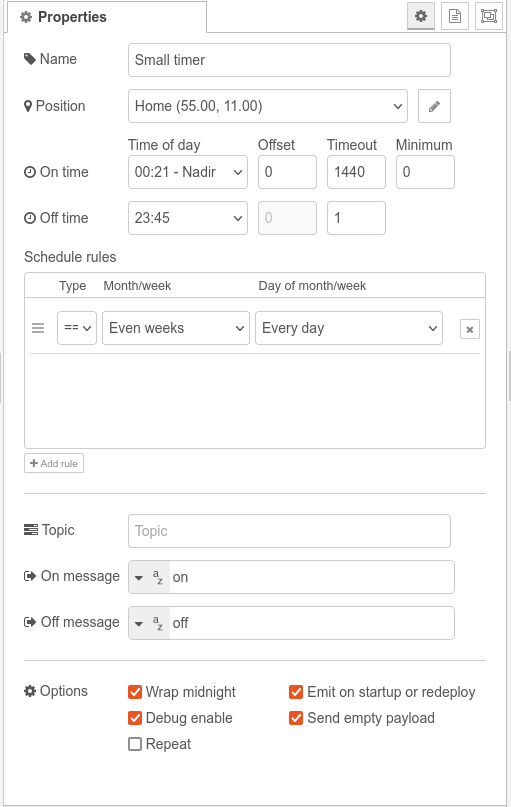 Properties
Name Small timer
Position Home (55.00, 11.00)
Time of day Offset Timeout Minimum
On time 00:21 - Nadir 0 1440 0
Off time 23:45 0 1
Schedule rules
Type Month/week Day of month/week
== Even weeks Every day
Add rule
Topic Topic
On message az on
Off message az off
Options Wrap midnight Emit on startup or redeploy
Debug enable Send empty payload
Repeat